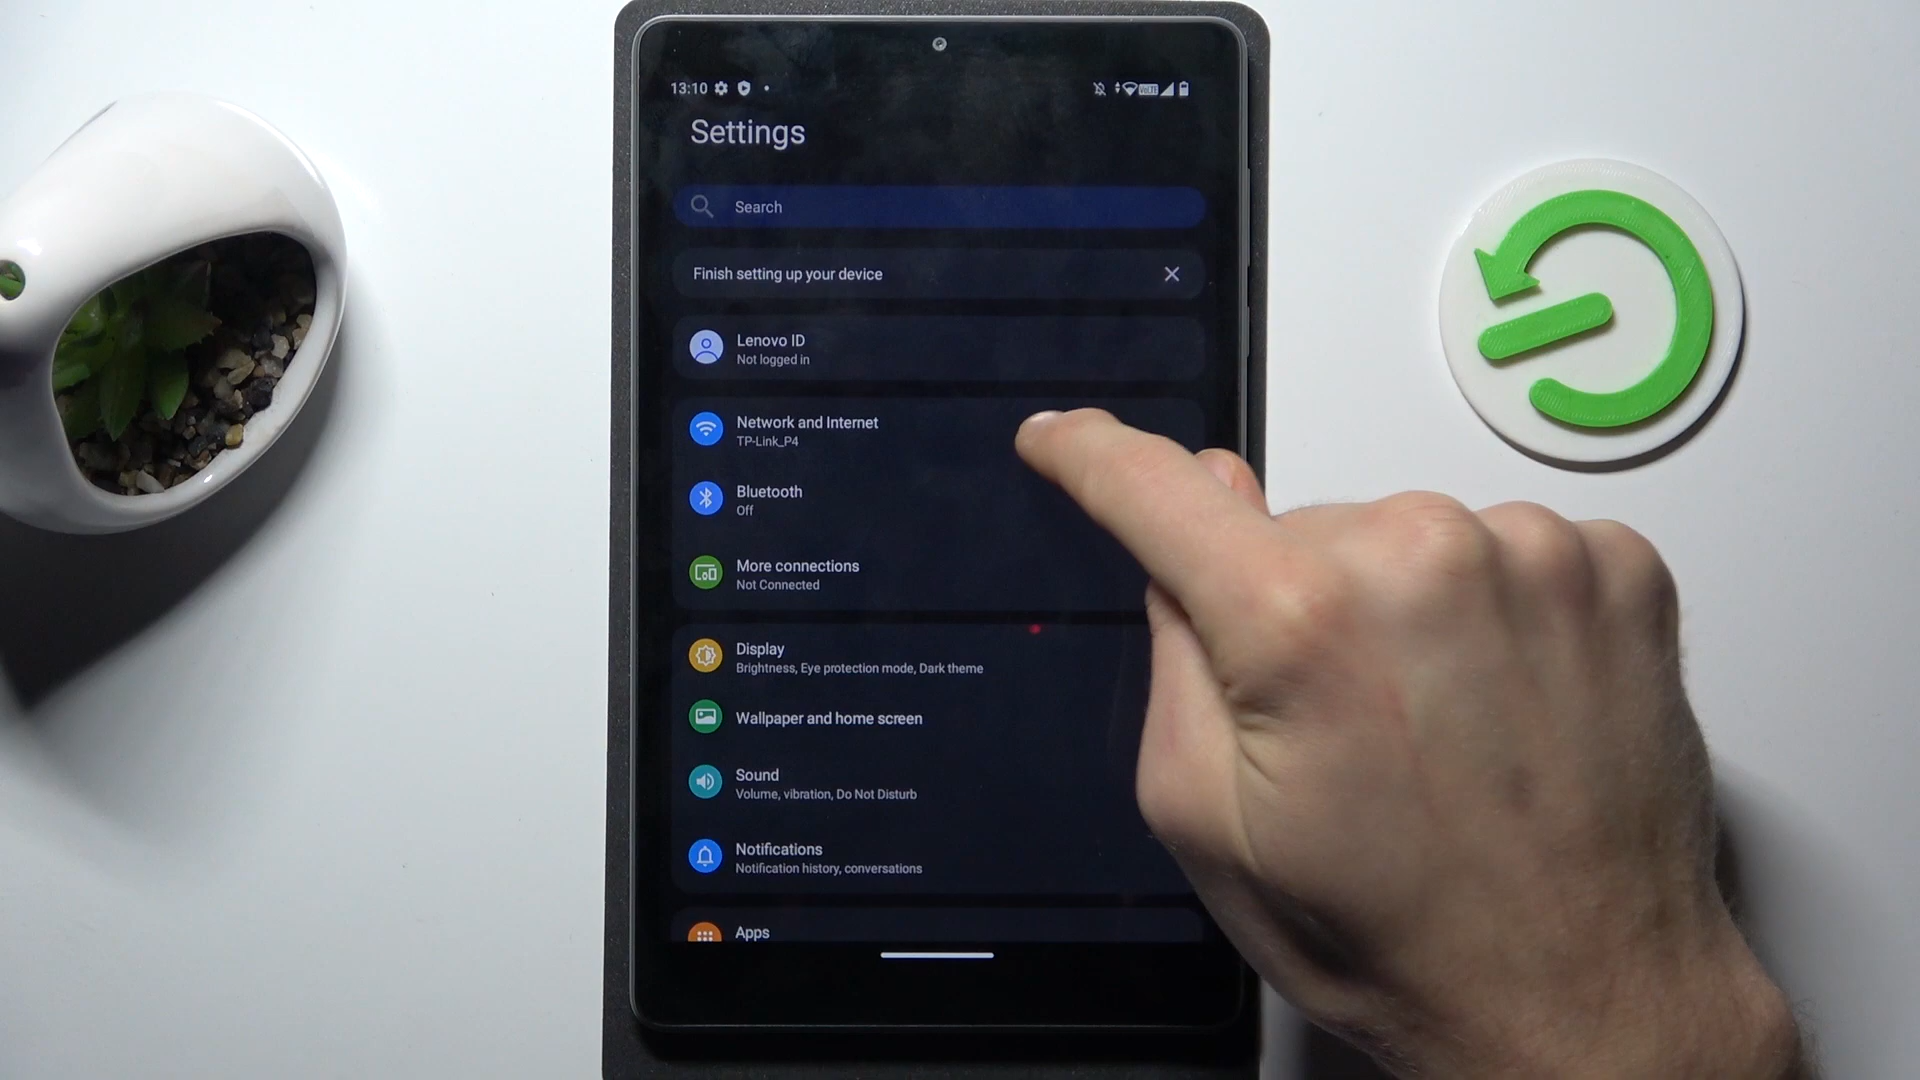 13:10
VoLTE
Settings
Search
Finish setting up your device
Lenovo ID
Not logged in
Network and Internet
TP-Link_P4
Bluetooth
Off
More connections
Not Connected
Display
Brightness, Eye protection mode, Dark theme
Wallpaper and home screen
Sound
Volume, vibration, Do Not Disturb
Notifications
Notification history, conversations
Apps